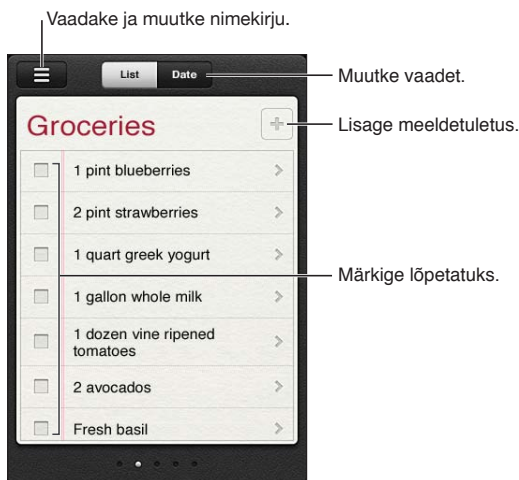 Vaadake ja muutke nimekirju.
List Date
Muutke vaadet.
Groceries
Lisage meeldetuletus.
1 pint blueberries
2 pint strawberries
1 quart greek yogurt
Märkige lõpetatuks.
1 gallon whole milk
1 dozen vine ripened
tomatoes
2 avocados
Fresh basil